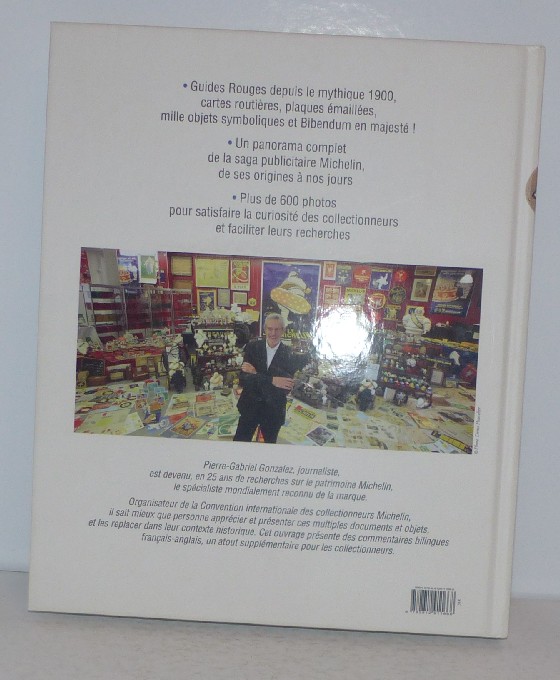 • Guides Rouges depuis le mythique 1900,
cartes routières, plaques émaillées,
mille objets symboliques et Bibendum en majesté !
• Un panorama complet
de la saga publicitaire Michelin,
de ses origines à nos jours
• Plus de 600 photos
pour satisfaire la curiosité des collectionneurs
et faciliter leurs recherches
Pierre-Gabriel Gonzalez, journaliste,
est devenu, en 25 ans de recherches sur le patrimoine Michelin,
le spécialiste mondialement reconnu de la marque.
Organisateur de la Convention internationale des collectionneurs Michelin,
il sait mieux que personne apprécier et présenter ces multiples documents et objets,
et les replacer dans leur contexte historique. Cet ouvrage présente des commentaires bilingues
français-anglais, un atout supplémentaire pour les collectionneurs.